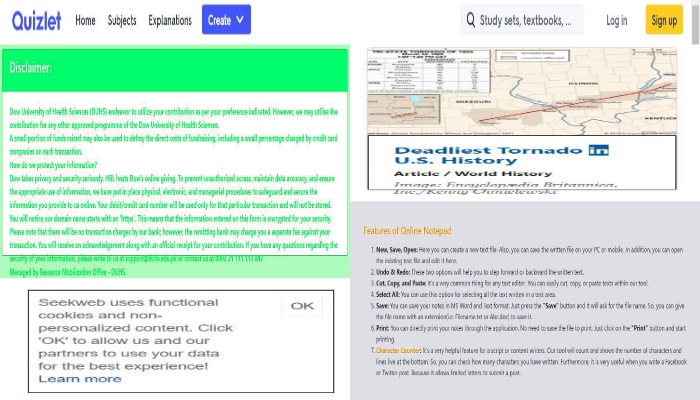 Quizlet Home Subjects Explanations Create Study sets, textbooks, ... Log in Sign up
Disclaimer:
Dow University of Health Sciences (DUHS) endeavor to utilize your contribution as per your preference indicated. However, we may utilise the
contribution for any other approved programme of the Dow University of Health Sciences.
A small portion of funds raised may also be used to defray the direct costs of fundraising, including a small percentage charged by credit card
companies on each transaction.
How do we protect your information?
Dow takes privacy and security seriously. HBL hosts Dow's online giving. To prevent unauthorized access, maintain data accuracy, and ensure
the appropriate use of information, we have put in place physical, electronic, and managerial procedures to safeguard and secure the
information you provide to us online. Your debit/credit card number will be used only for that particular transaction and will not be stored.
You will notice our domain name starts with an 'https'. This means that the information entered on this form is encrypted for your security.
Please note that there will be no transaction charges by our bank; however, the remitting bank may charge you a separate fee against your
transaction. You will receive an acknowledgement along with an official receipt for your contribution. If you have any questions regarding the
security of your information, please write to us at support@duhs.edu.pk or contact us at 0092 21 111 113 847
Managed by Resource Mobilization Office - DUHS.
Seekweb uses functional
cookies and non-
personalized content. Click
'OK' to allow us and our
partners to use your data
for the best experience!
Learn more
OK
TRI-STATE TORNADO OF 1925
MISSOURI
ILLINOIS
KENTUCKY
Deadliest Tornado in
U.S. History
Article / World History
Image: Encyclopædia Britannica,
Inc./Kenny Chmielewski
Features of Online Notepad
1. New, Save, Open: Here you can create a new text file. Also, you can save the written file on your PC or mobile. In addition, you can open
the existing text file and edit it here.
2. Undo & Redo: These two options will help you to step forward or backward the written text.
3. Cut, Copy, and Paste: It's a very common thing for any text editor. You can easily cut, copy, or paste texts within our tool.
4. Select All: You can use this option for selecting all the text written in a text area.
5. Save: You can save your notes in MS Word and Text format. Just press the "Save" button and it will ask for the file name. So, you can give
the file name with an extension(i.e. Filename txt or Abc doc) to save it.
6. Print: You can directly print your notes through the application. No need to save the file to print. Just click on the "Print" button and start
printing.
7. Character Counter: It's a very helpful feature for a script or content writers. Our tool will count and shows the number of characters and
lines live at the bottom. So, you can check how many characters you have written. Furthermore, it is very useful when you write a Facebook
or Twitter post. Because it allows limited letters to submit a post.